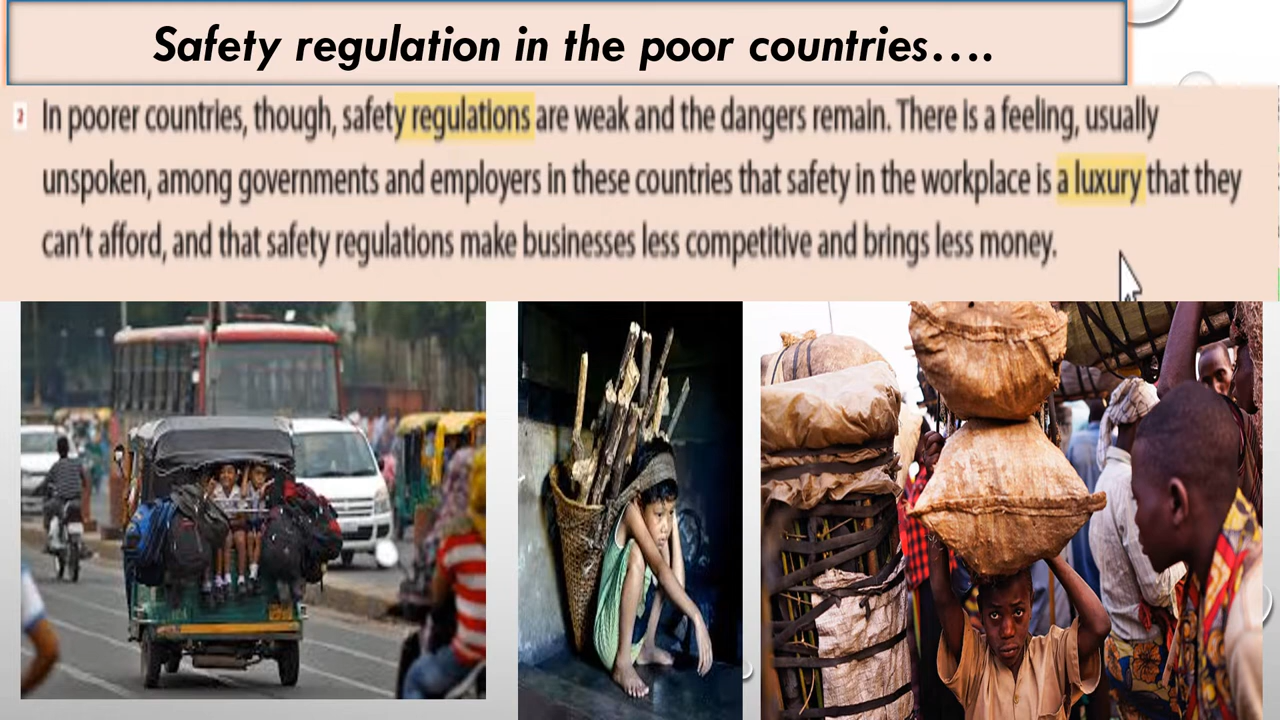 Safety regulation in the poor countries....
2 In poorer countries, though, safety regulations are weak and the dangers remain. There is a feeling, usually
unspoken, among governments and employers in these countries that safety in the workplace is a luxury that they
can't afford, and that safety regulations make businesses less competitive and brings less money.